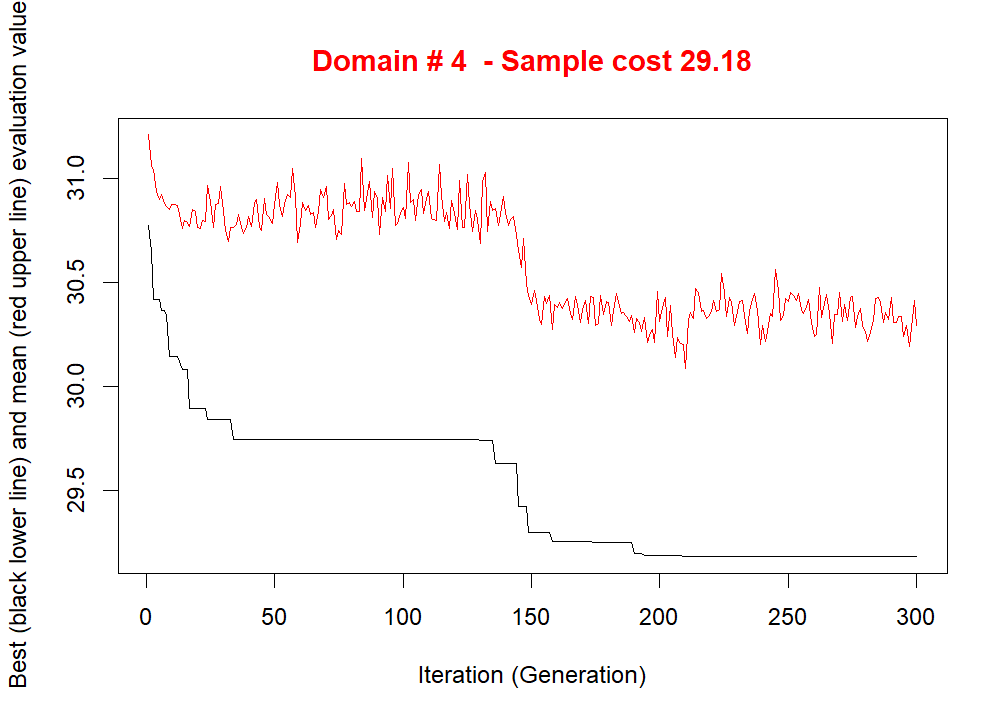 Domain # 4  - Sample cost 29.18
Best (black lower line) and mean (red upper line) evaluation value
31.0
30.5
30.0
29.5
0 50 100 150 200 250 300
Iteration (Generation)